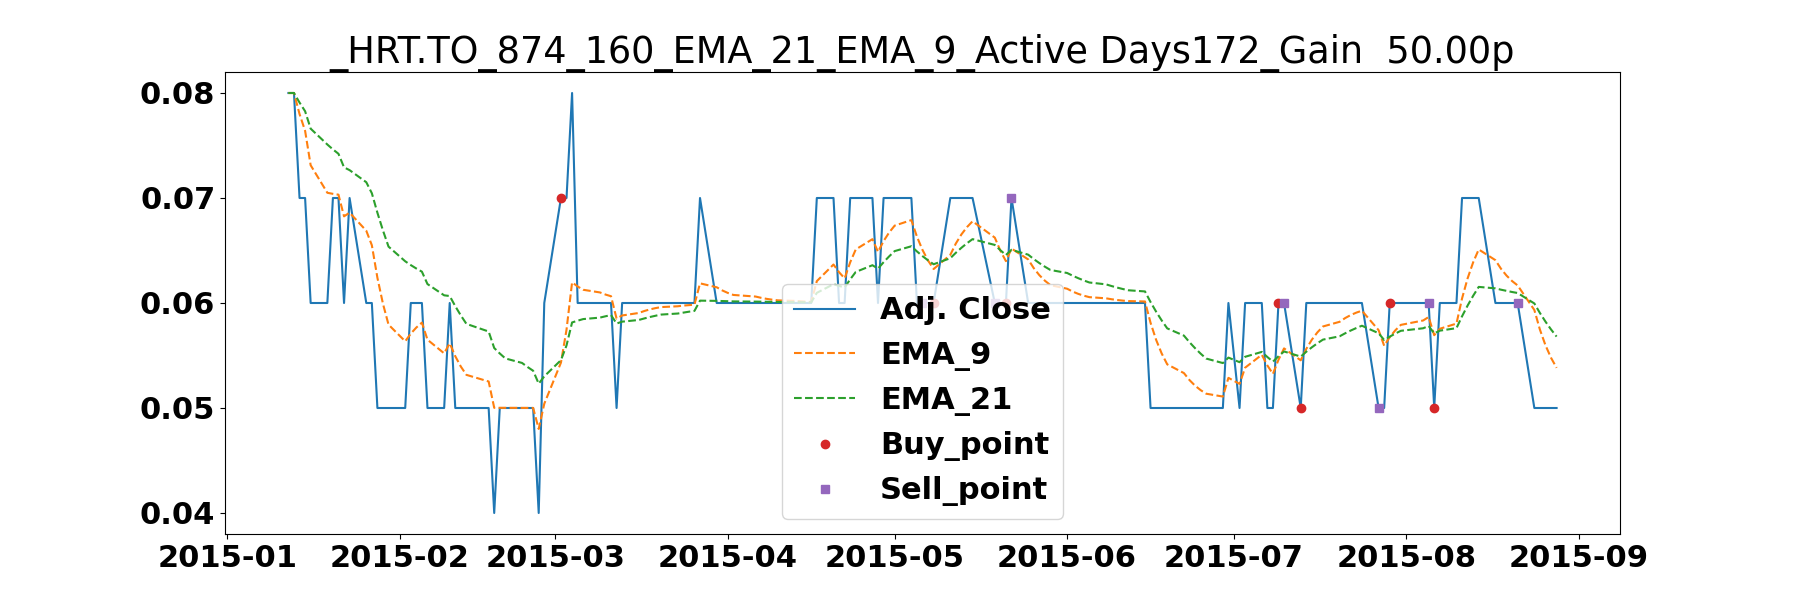 _HRT.TO_874_160_EMA_21_EMA_9_Active Days172_Gain  50.00p
0.08
0.07
0.06
0.05
0.04
Adj. Close
EMA_9
EMA_21
Buy_point
Sell_point
2015-01 2015-02 2015-03 2015-04 2015-05 2015-06 2015-07 2015-08 2015-09